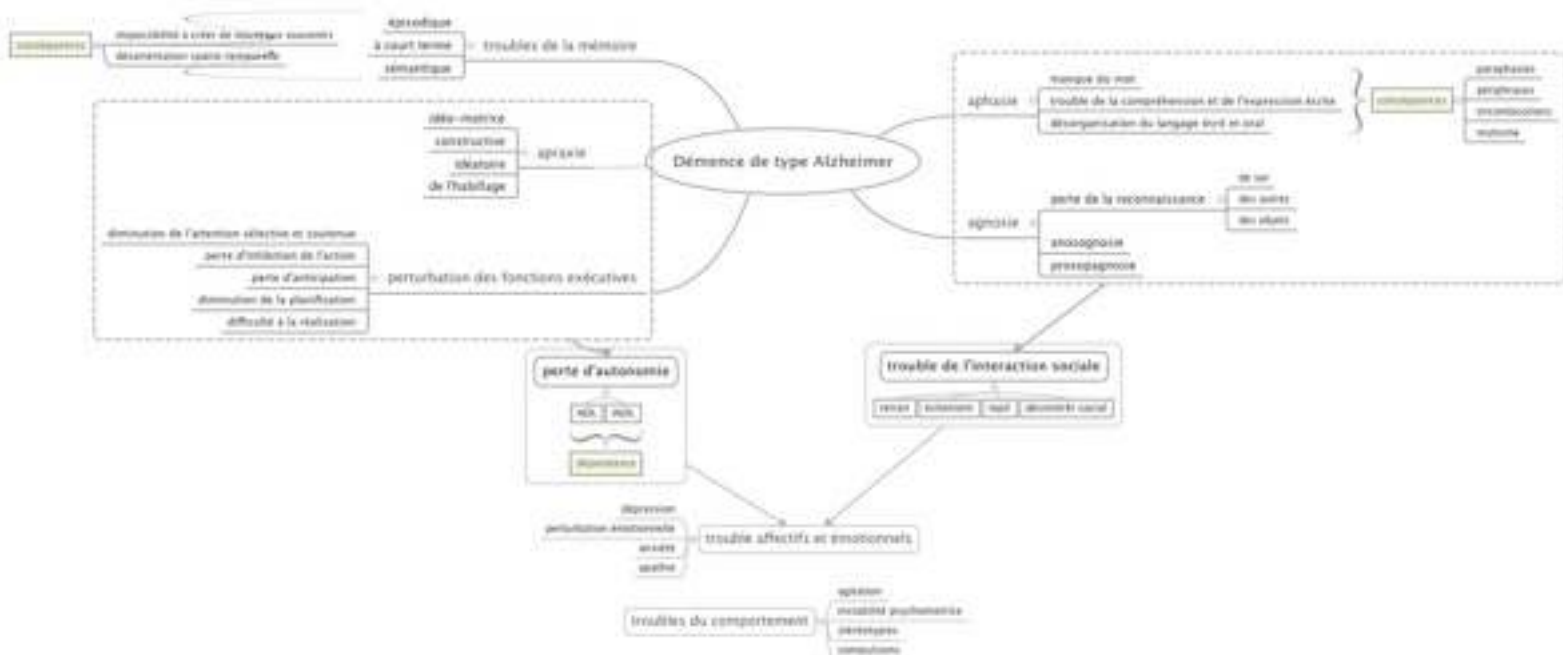 épisodique
à court terme
sémantique
troubles de la mémoire
conséquences
impossibilité à créer de nouveaux souvenirs
désorientation spatio-temporelle
idéo-motrice
constructive
idéatoire
de l'habillage
apraxie
Démence de type Alzheimer
diminution de l'attention sélective et soutenue
perte d'inhibition de l'action
perte d'anticipation
diminution de la planification
difficulté à la réalisation
perturbation des fonctions exécutives
aphasie
manque du mot
trouble de la compréhension et de l'expression écrite
désorganisation du langage écrit et oral
conséquences
paraphasies
périphrases
mutisme
agnosie
perte de la reconnaissance
de soi
des autres
des objets
anosognosie
prosopagnosie
perte d'autonomie
dépendance
trouble de l'interaction sociale
retrait
isolement
repli
social
dépression
perturbation émotionnelle
anxiété
apathie
trouble affectifs et émotionnels
troubles du comportement
agitation
instabilité psychomotrice
stéréotypies
compulsions